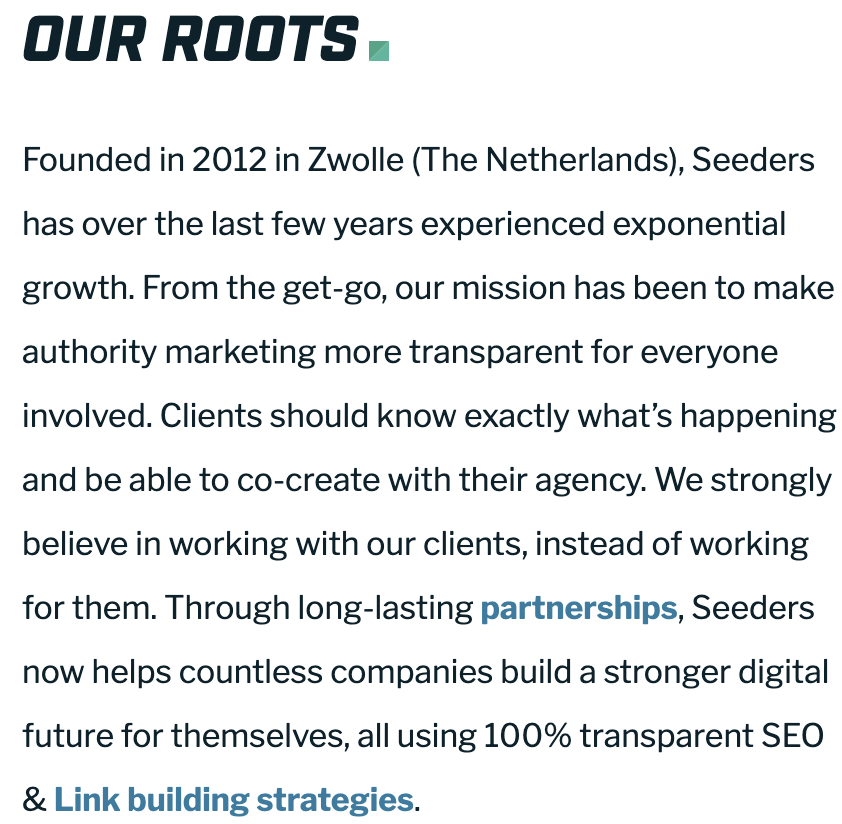 OUR ROOTS
Founded in 2012 in Zwolle (The Netherlands), Seeders
has over the last few years experienced exponential
growth. From the get-go, our mission has been to make
authority marketing more transparent for everyone
involved. Clients should know exactly what’s happening
and be able to co-create with their agency. We strongly
believe in working with our clients, instead of working
for them. Through long-lasting partnerships, Seeders
now helps countless companies build a stronger digital
future for themselves, all using 100% transparent SEO
& Link building strategies.